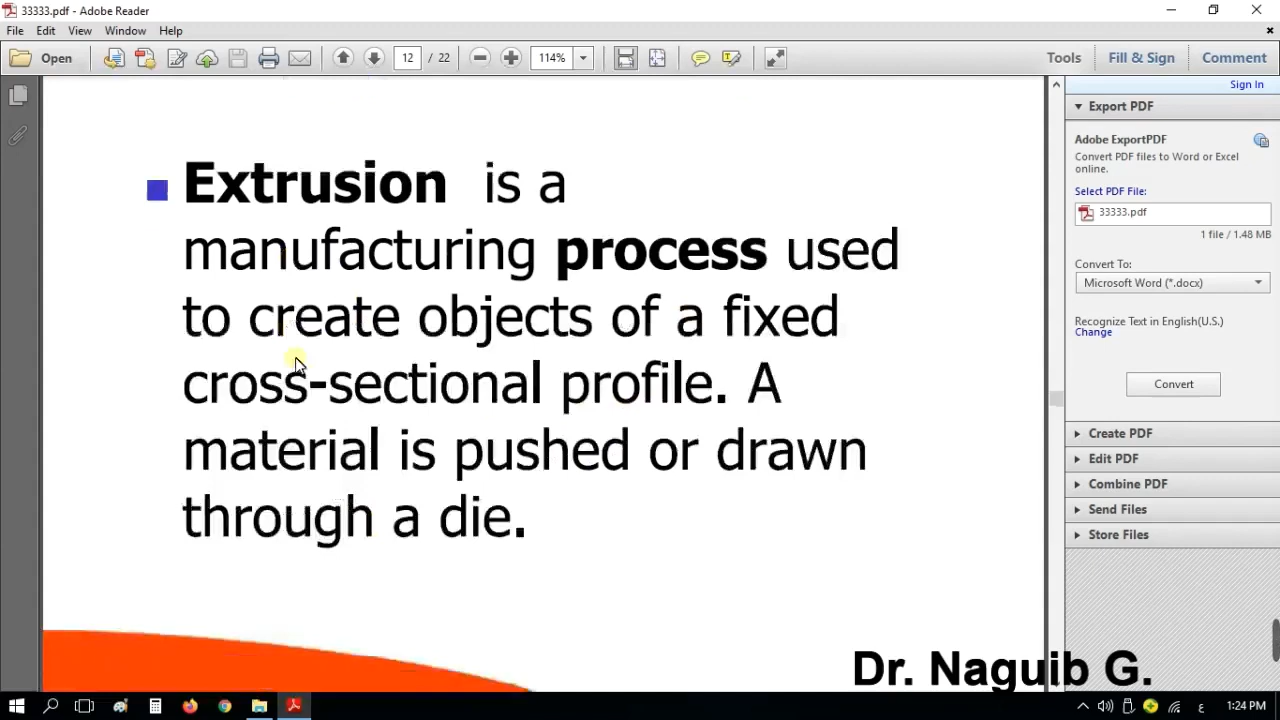 33333.pdf - Adobe Reader
File Edit View Window Help
Open 12 / 22 114% Tools Fill & Sign Comment
Sign In
Export PDF
Adobe ExportPDF
Convert PDF files to Word or Excel
online.
Select PDF File:
33333.pdf
1 file / 1.48 MB
Convert To:
Microsoft Word (*.docx)
Recognize Text in English(U.S.)
Change
Convert
Create PDF
Edit PDF
Combine PDF
Send Files
Store Files
Extrusion is a
manufacturing process used
to create objects of a fixed
cross-sectional profile. A
material is pushed or drawn
through a die.
Dr. Naguib G.
ع 1:24 PM